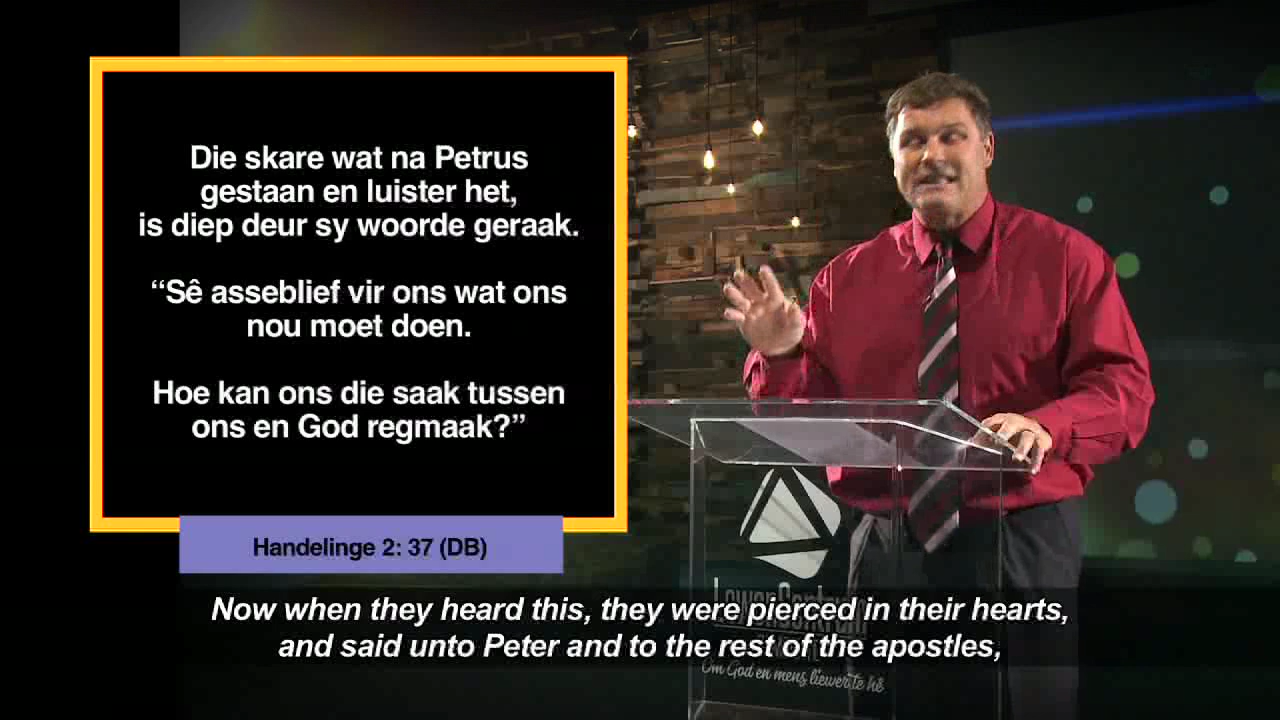 Die skare wat na Petrus
gestaan en luister het,
is diep deur sy woorde geraak.
“Sê asseblief vir ons wat ons
nou moet doen.
Hoe kan ons die saak tussen
ons en God regmaak?”
Handelinge 2: 37 (DB)
Now when they heard this, they were pierced in their hearts,
and said unto Peter and to the rest of the apostles,
LewenSentrum
Om God en mens liewer te hê